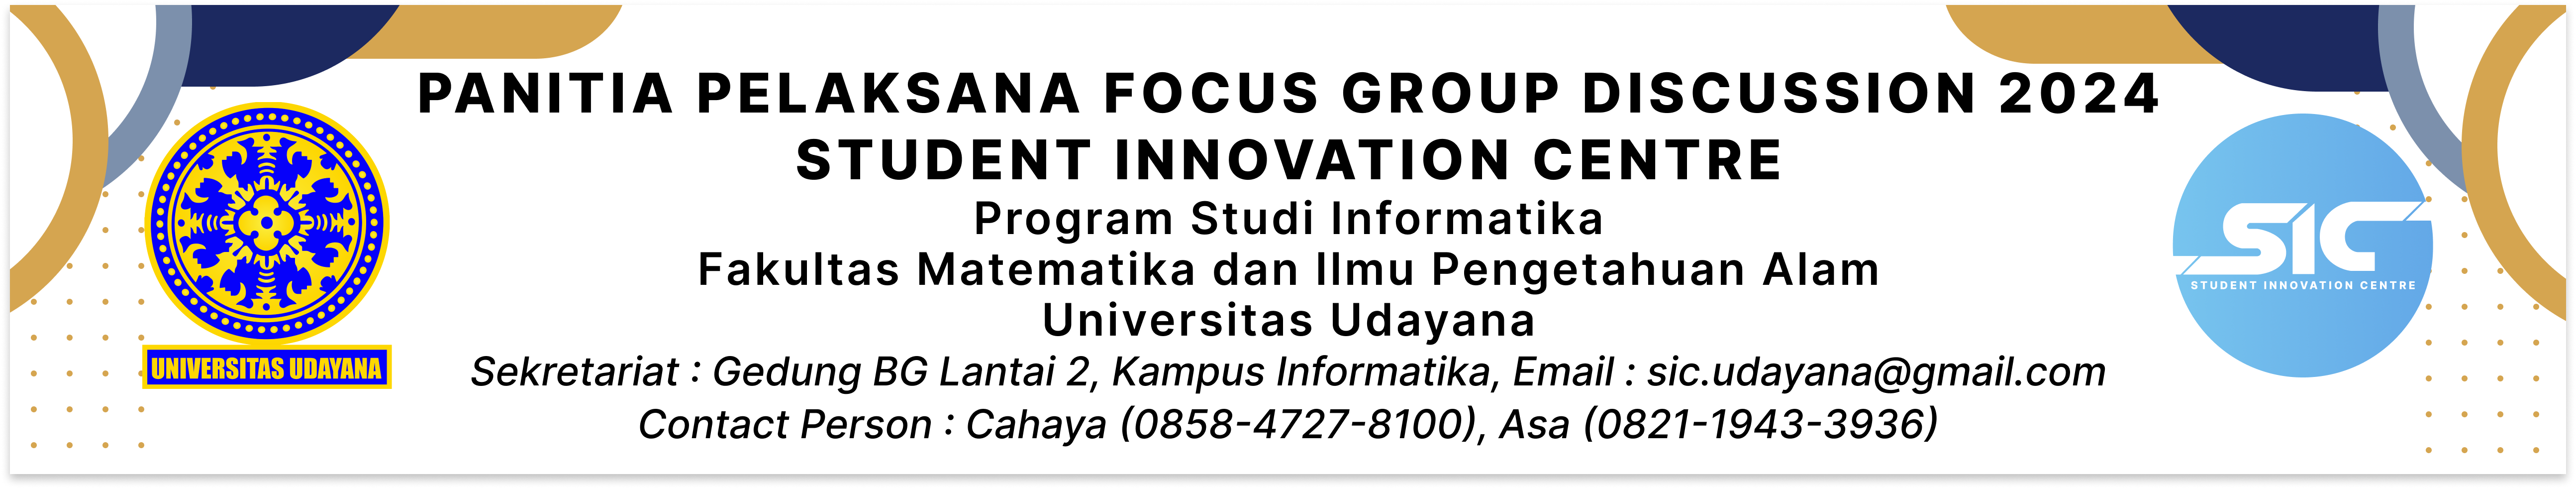 PANITIA PELAKSANA FOCUS GROUP DISCUSSION 2024
STUDENT INNOVATION CENTRE
Program Studi Informatika
Fakultas Matematika dan Ilmu Pengetahuan Alam
Universitas Udayana
Sekretariat : Gedung BG Lantai 2, Kampus Informatika, Email : sic.udayana@gmail.com
Contact Person : Cahaya (0858-4727-8100), Asa (0821-1943-3936)
UNIVERSITAS UDAYANA
SIC
STUDENT INNOVATION CENTRE